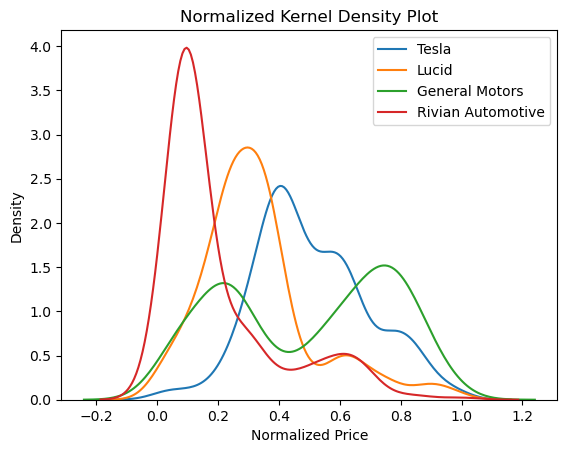 Normalized Kernel Density Plot
Tesla
Lucid
General Motors
Rivian Automotive
Density
4.0
3.5
3.0
2.5
2.0
1.5
1.0
0.5
0.0
−0.2 0.0 0.2 0.4 0.6 0.8 1.0 1.2
Normalized Price